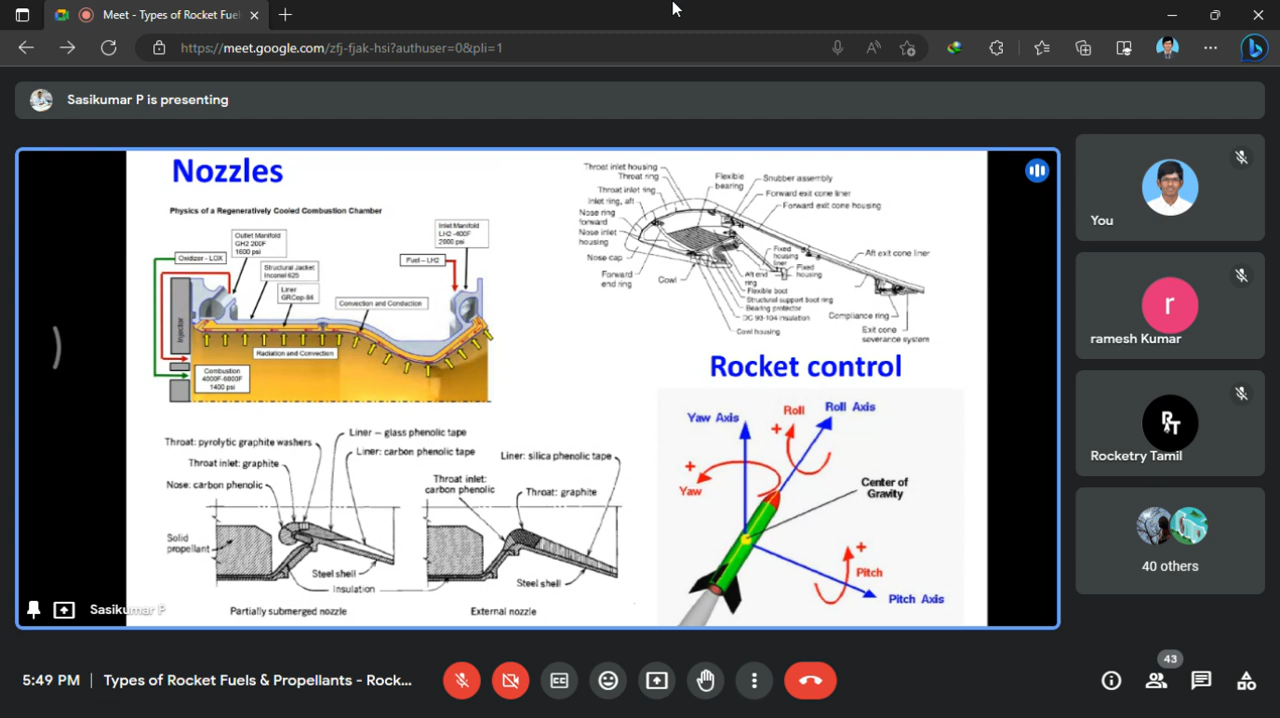 Meet - Types of Rocket Fue
https://meet.google.com/zfj-fjak-hsi?authuser=0&pli=1
Sasikumar P is presenting
Nozzles
Physics of a Regeneratively Cooled Combustion Chamber
Oxidizer - LOX
Outlet Manifold
GH2 200F
1600 psi
Structural Jacket
Inconel 625
Liner
GRCop-84
Inlet Manifold
LH2 -400F
2000 psi
Fuel – LH2
Convection and Conduction
Injector
Radiation and Convection
Combustion
4000F-6000F
1400 psi
Throat inlet housing
Throat ring
Throat inlet ring
Inlet ring, aft
Nose ring
forward
Nose inlet
housing
Nose cap
Forward
end ring
Cowl
Flexible
bearing
Snubber assembly
Forward exit cone liner
Forward exit cone housing
Aft exit cone liner
Fixed
housing
liner
Fixed
housing
Aft end
ring
Flexible boot
Structural support boot ring
Bearing protector
DC 93-104 insulation
Cowl housing
Compliance ring
Exit cone
severance system
Throat: pyrolytic graphite washers
Throat inlet: graphite
Nose: carbon phenolic
Liner – glass phenolic tape
Liner: carbon phenolic tape
Solid
propellant
Steel shell
Insulation
Partially submerged nozzle
Liner: silica phenolic tape
Throat inlet:
carbon phenolic
Throat: graphite
Steel shell
External nozzle
Rocket control
Yaw Axis
Roll
Roll Axis
+
+
Yaw
Center of
Gravity
+
Pitch
Pitch Axis
Sasikumar P
You
r
ramesh Kumar
RT
Rocketry Tamil
40 others
5:49 PM | Types of Rocket Fuels & Propellants - Rock...
43